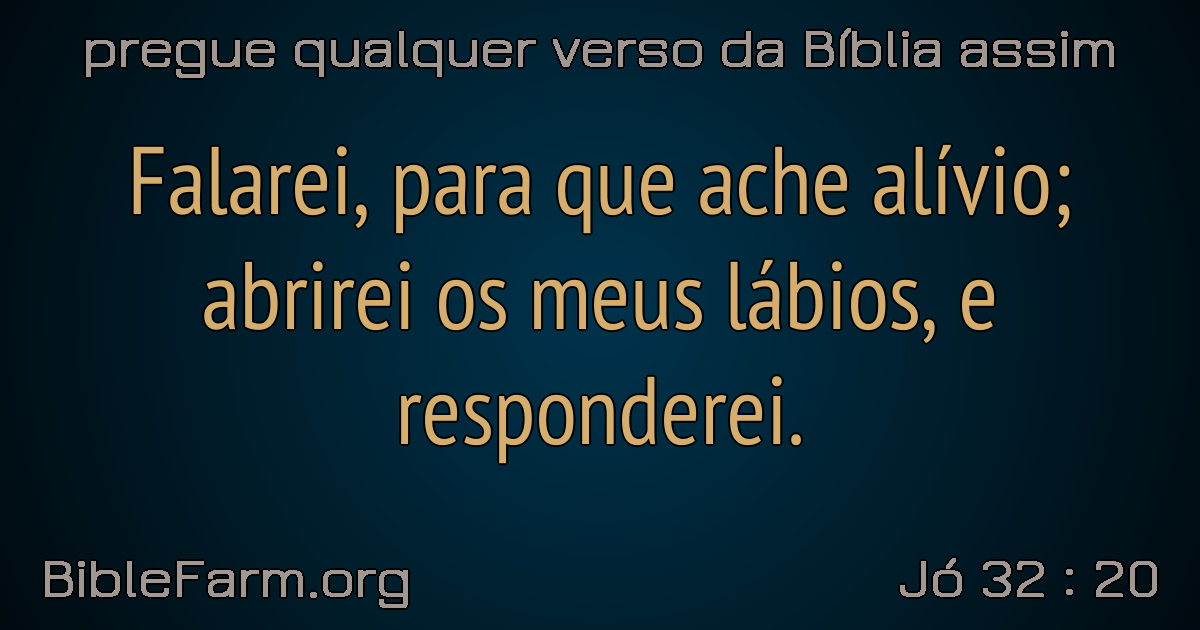 pregue qualquer verso da Bíblia assim
Falarei, para que ache alívio;
abrirei os meus lábios, e
responderei.
BibleFarm.org
Jó 32 : 20